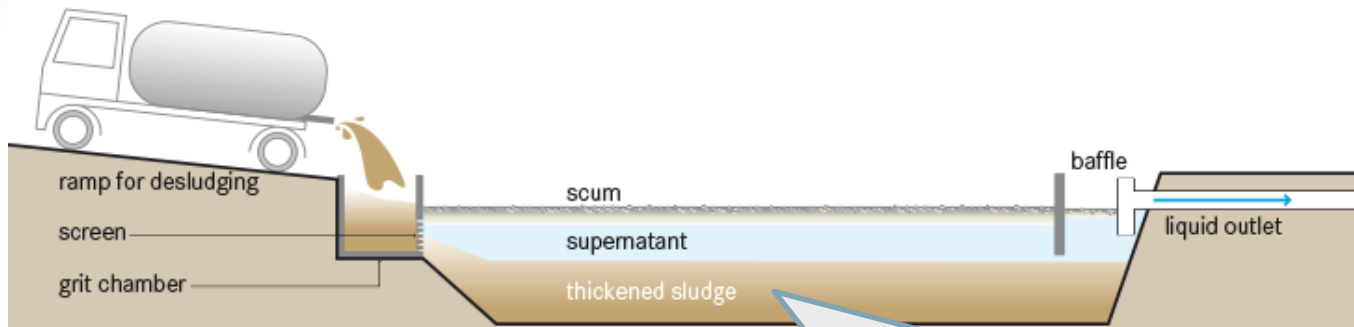 ramp for desludging
screen
grit chamber
scum
supernatant
thickened sludge
baffle
liquid outlet